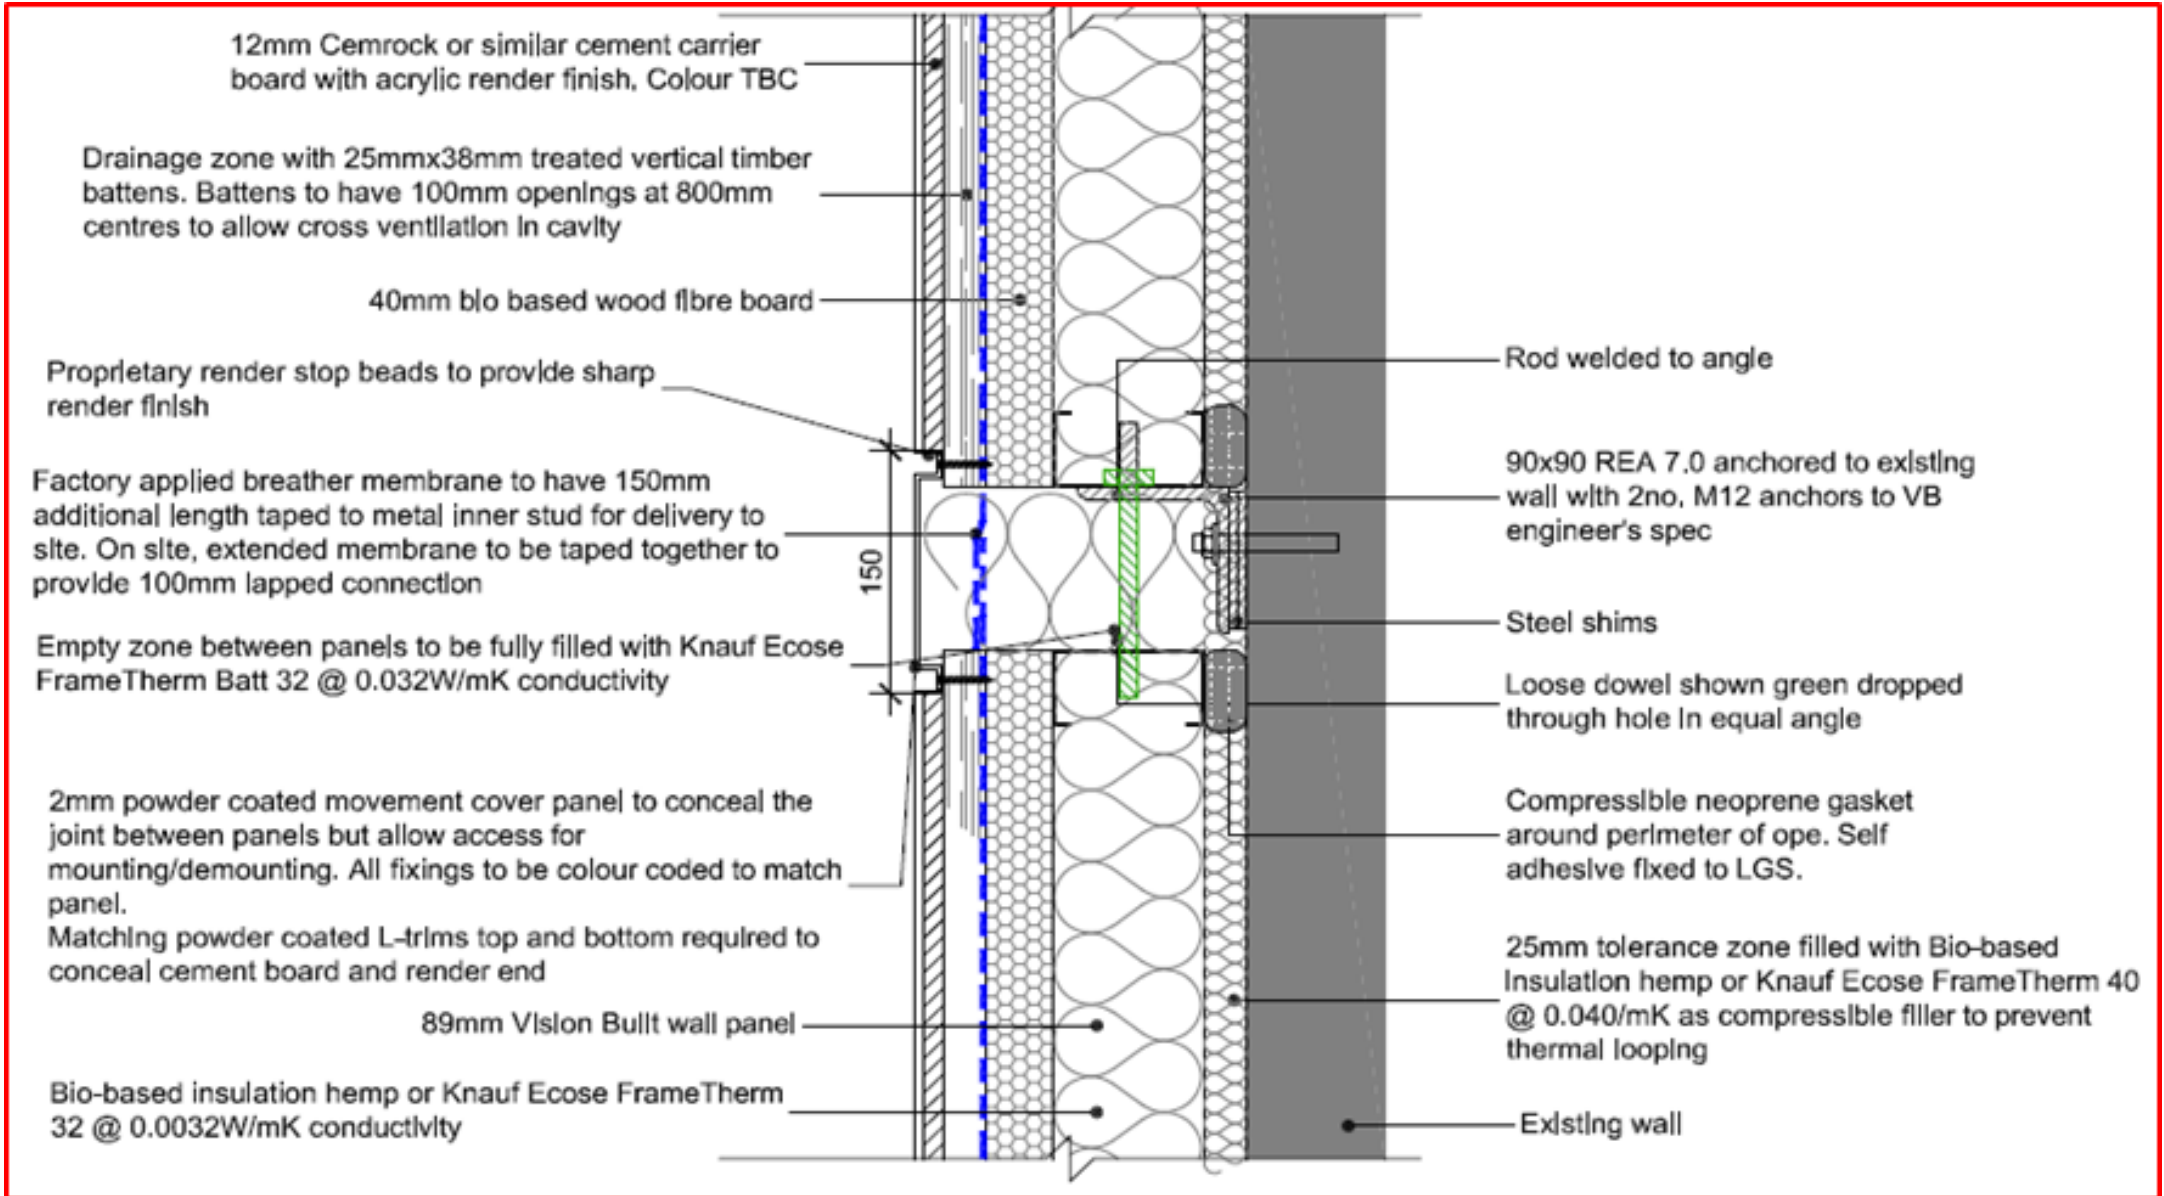 12mm Cemrock or similar cement carrier
board with acrylic render finish, Colour TBC
Drainage zone with 25mmx38mm treated vertical timber
battens. Battens to have 100mm openings at 800mm
centres to allow cross ventilation in cavity
40mm bio based wood fibre board
Proprietary render stop beads to provide sharp
render finish
Factory applied breather membrane to have 150mm
additional length taped to metal inner stud for delivery to
site. On site, extended membrane to be taped together to
provide 100mm lapped connection
150
Empty zone between panels to be fully filled with Knauf Ecose
FrameTherm Batt 32 @ 0.032W/mK conductivity
2mm powder coated movement cover panel to conceal the
joint between panels but allow access for
mounting/demounting. All fixings to be colour coded to match
panel.
Matching powder coated L-trims top and bottom required to
conceal cement board and render end
89mm Vision Built wall panel
Bio-based insulation hemp or Knauf Ecose FrameTherm
32 @ 0.0032W/mK conductivity
Rod welded to angle
90x90 REA 7.0 anchored to existing
wall with 2no, M12 anchors to VB
engineer's spec
Steel shims
Loose dowel shown green dropped
through hole in equal angle
Compressible neoprene gasket
around perimeter of ope. Self
adhesive fixed to LGS.
25mm tolerance zone filled with Bio-based
Insulation hemp or Knauf Ecose FrameTherm 40
@ 0.040/mK as compressible filler to prevent
thermal looping
Existing wall